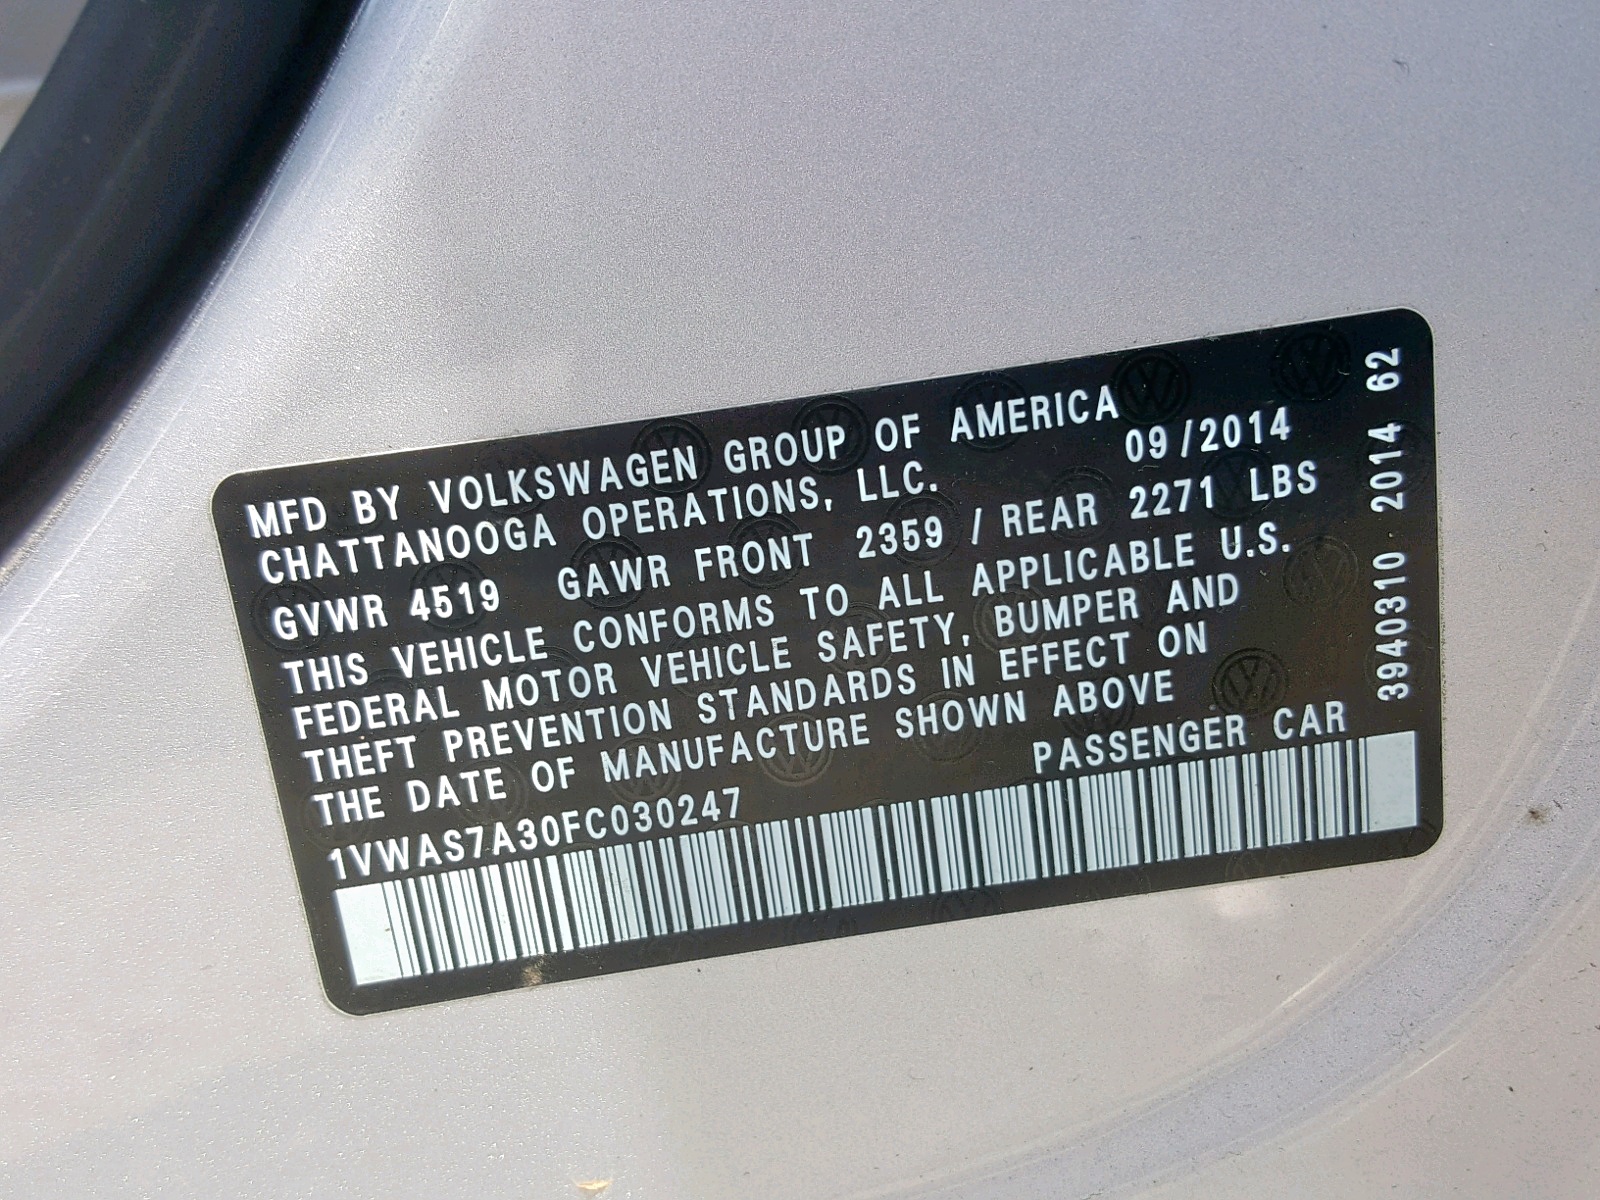 MFD BY VOLKSWAGEN GROUP OF AMERICA
CHATTANOOGA OPERATIONS, LLC. 09/2014
GVWR 4519 GAWR FRONT 2359 / REAR 2271 LBS
THIS VEHICLE CONFORMS TO ALL APPLICABLE U.S.
FEDERAL MOTOR VEHICLE SAFETY, BUMPER AND
THEFT PREVENTION STANDARDS IN EFFECT ON
THE DATE OF MANUFACTURE SHOWN ABOVE
1VWAS7A30FC030247 PASSENGER CAR
3940310 2014 62